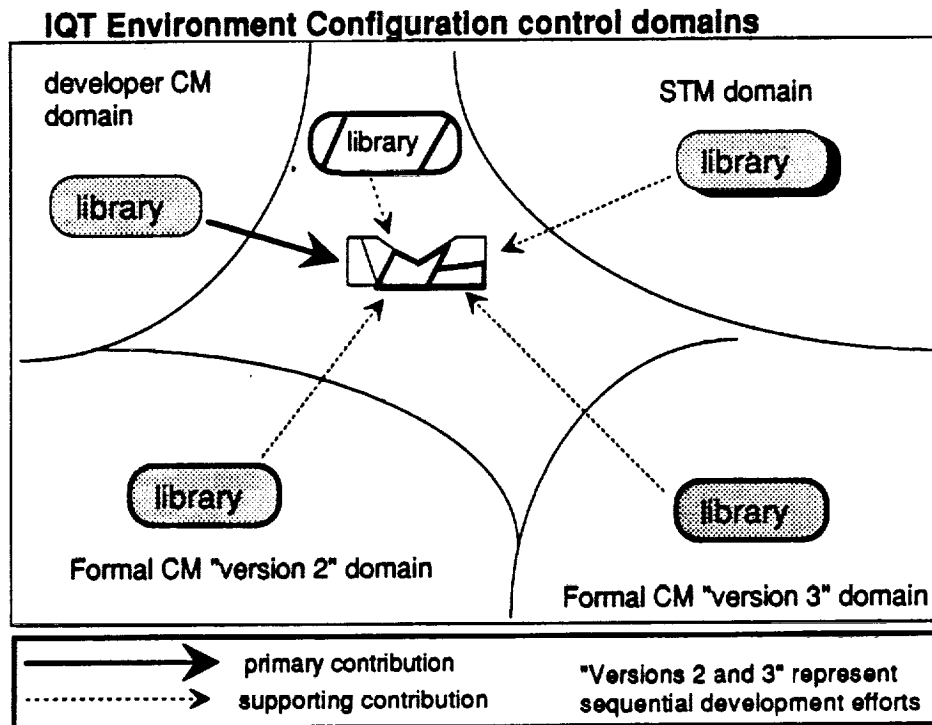 IQT Environment Configuration control domains
developer CM
domain
STM domain
library
library
library
library
library
Formal CM "version 2" domain
Formal CM "version 3" domain
primary contribution
supporting contribution
"Versions 2 and 3" represent
sequential development efforts